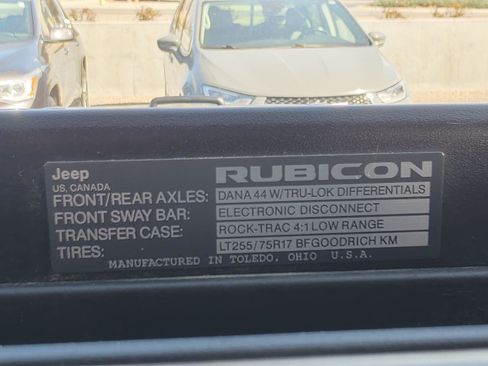 Jeep RUBICON
US, CANADA
FRONT/REAR AXLES: DANA 44 W/TRU-LOK DIFFERENTIALS
FRONT SWAY BAR: ELECTRONIC DISCONNECT
TRANSFER CASE: ROCK-TRAC 4:1 LOW RANGE
TIRES: LT255/75R17 BFGOODRICH KM
MANUFACTURED IN TOLEDO, OHIO U.S.A.